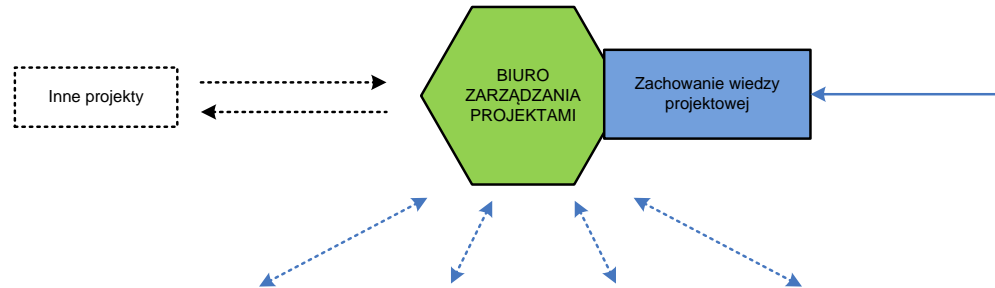 Inne projekty
BIURO
ZARZĄDZANIA
PROJEKTAMI
Zachowanie wiedzy
projektowej